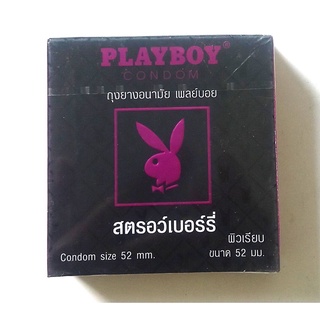 PLAYBOY®
CONDOM
ถุงยางอนามัย เพลย์บอย
สตรอว์เบอร์รี่
ผิวเรียบ
Condom size 52 mm. ขนาด 52 มม.